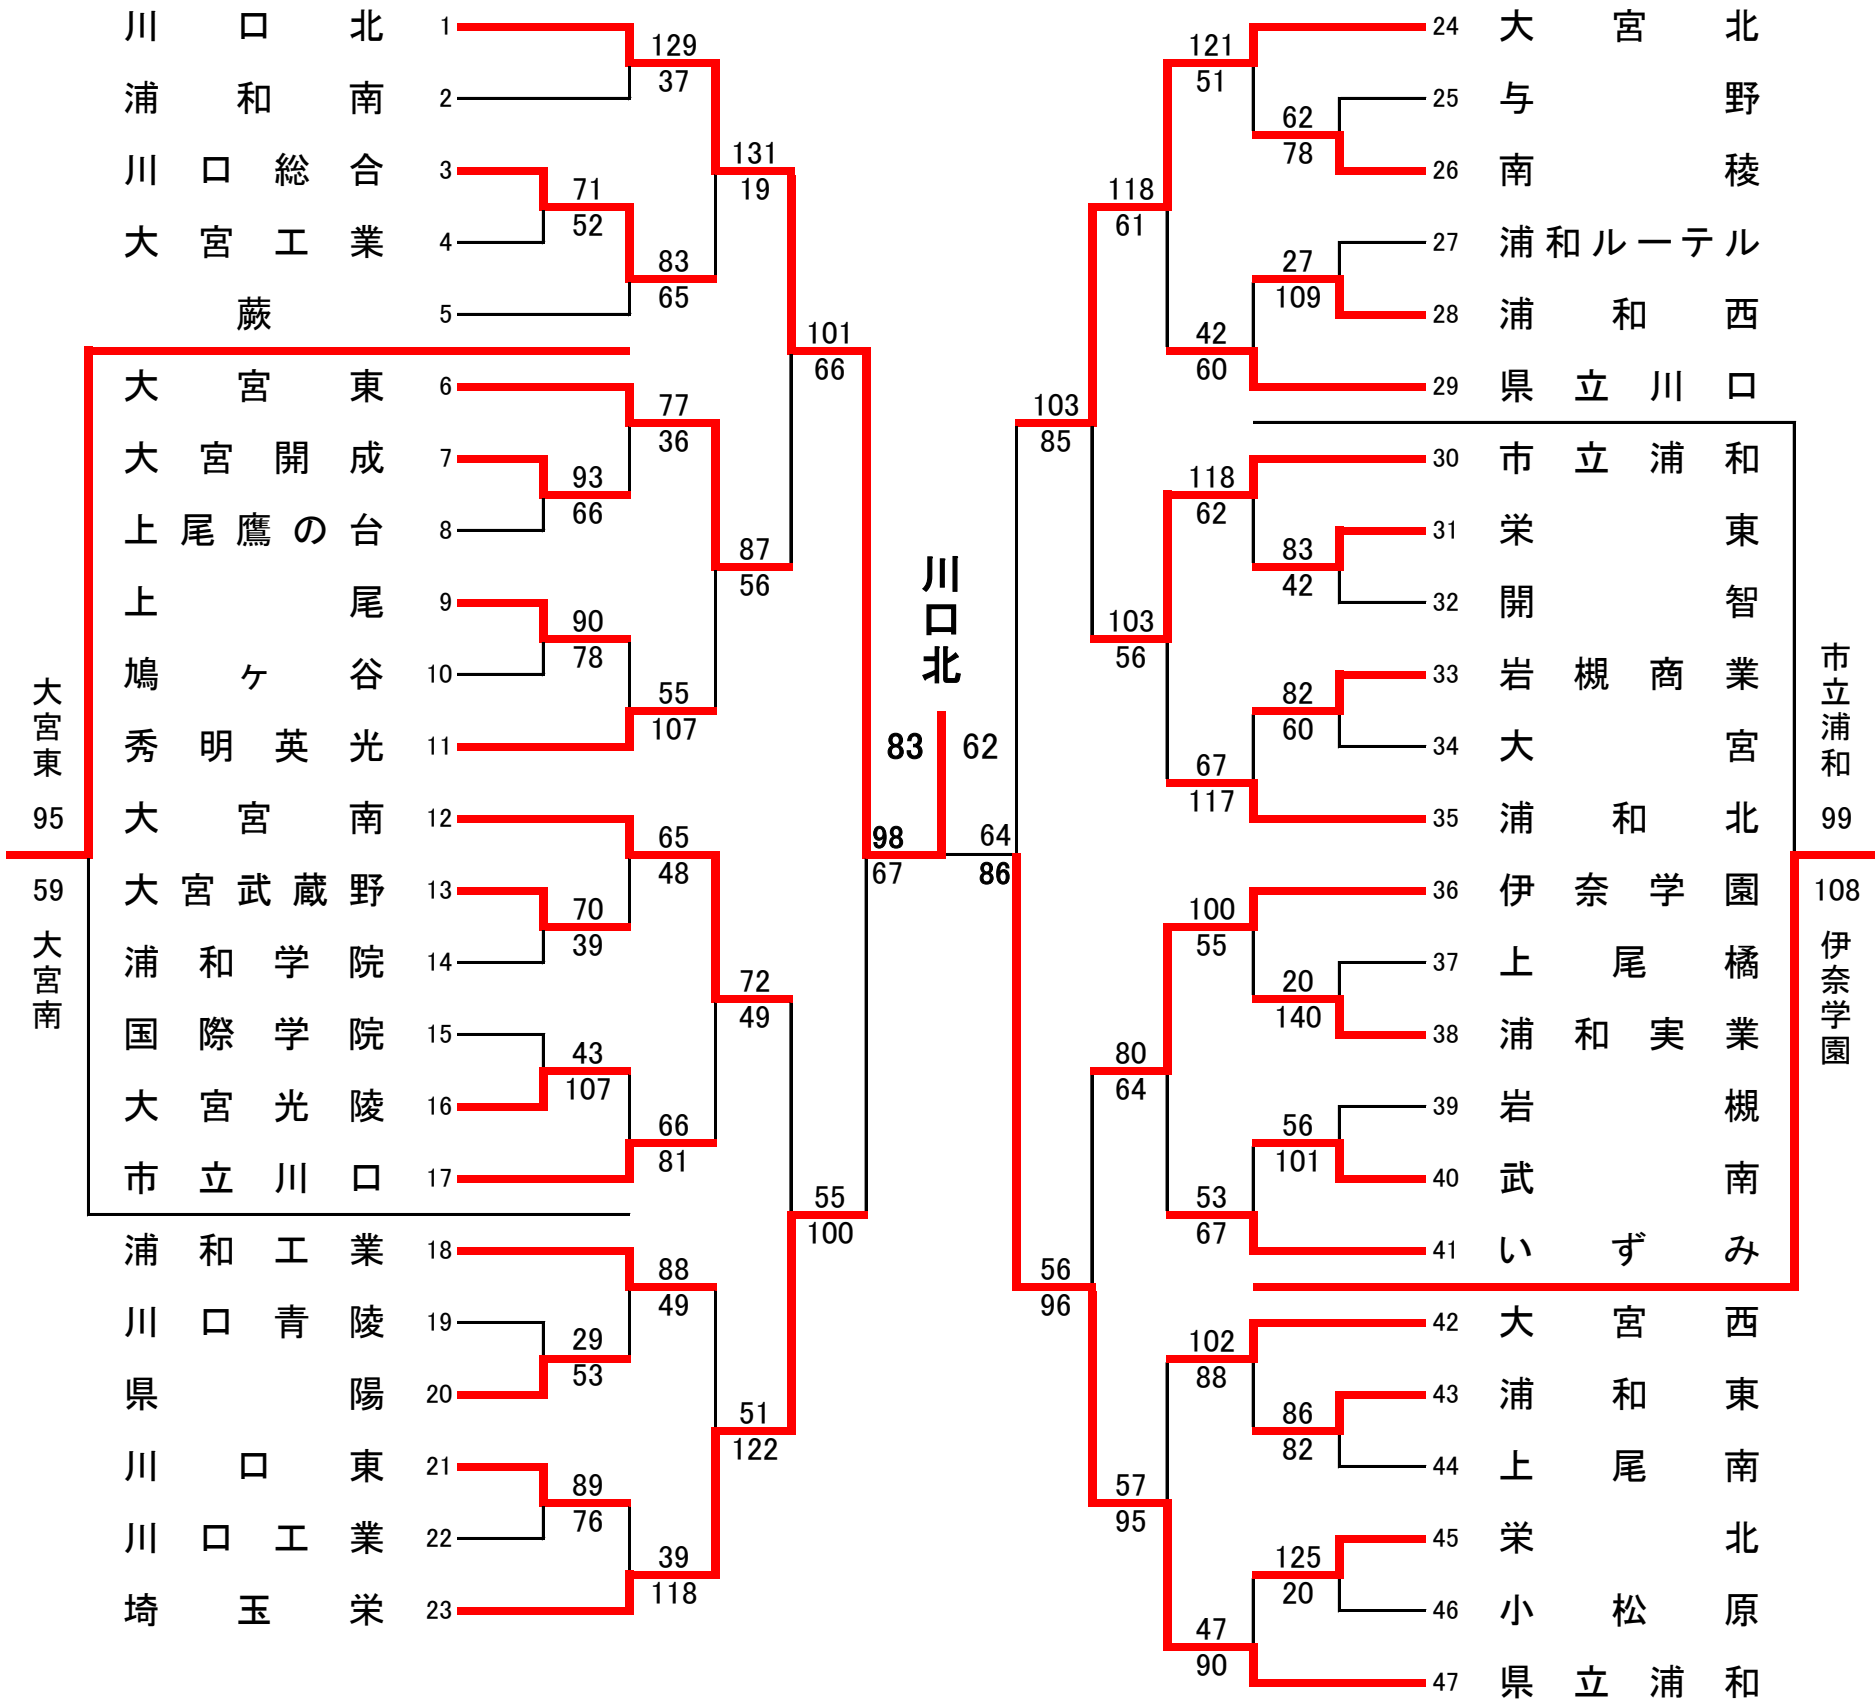 川口北 1
浦和南 2
川口総合 3
大宮工業 4
蕨 5
大宮東 6
大宮開成 7
上尾鷹の台 8
上尾 9
鳩ヶ谷 10
秀明英光 11
大宮南 12
大宮武蔵野 13
浦和学院 14
国際学院 15
大宮光陵 16
市立川口 17
浦和工業 18
川口青陵 19
県陽 20
川口東 21
川口工業 22
埼玉栄 23
71
52
93
66
90
78
70
39
43
107
29
53
89
76
129
37
83
65
77
36
55
107
65
48
66
81
88
49
39
118
131
19
87
56
72
49
51
122
101
66
55
100
98
67
川口北
83 62
64
86
103
85
56
96
118
61
103
56
80
64
57
95
121
51
42
60
118
62
67
117
100
55
53
67
102
88
47
90
62
78
27
109
83
42
82
60
20
140
56
101
86
82
125
20
24 大宮北
25 与野
26 南稜
27 浦和ルーテル
28 浦和西
29 県立川口
30 市立浦和
31 栄東
32 開智
33 岩槻商業
34 大宮
35 浦和北
36 伊奈学園
37 上尾橘
38 浦和実業
39 岩槻
40 武南
41 いずみ
42 大宮西
43 浦和東
44 上尾南
45 栄北
46 小松原
47 県立浦和
大宮東
95
59
大宮南
市立浦和
99
108
伊奈学園